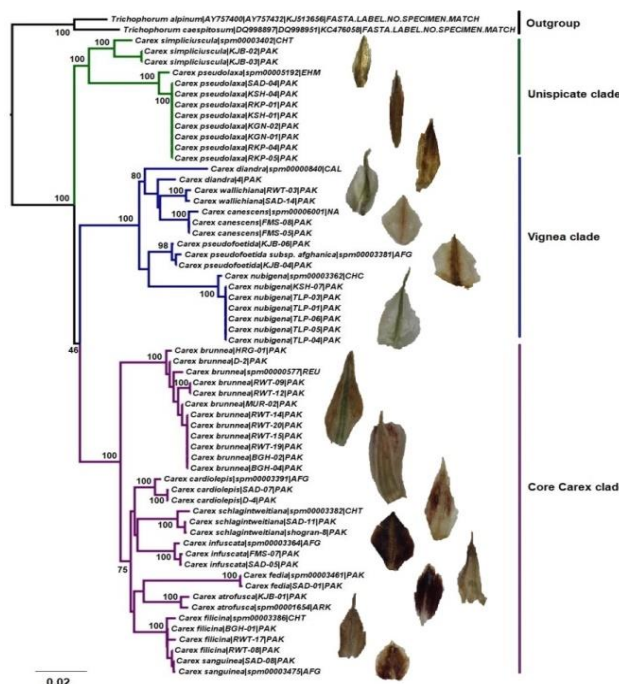 Trichophorum alpinum|AY757400|AY757432|KJ513656|FASTA.LABEL.NO.SPECIMEN.MATCH
Trichophorum caespitosum|DQ998897|DQ998951|KC476058|FASTA.LABEL.NO.SPECIMEN.MATCH
Outgroup
100
Carex simpliciuscula|spm00003402|CHT
100
Carex simpliciuscula|KJB-02|PAK
Carex simpliciuscula|KJB-03|PAK
Carex pseudolaxa|spm00005192|EHM
Carex pseudolaxa|SAD-04|PAK
Unispicate clade
Carex pseudolaxa|KSH-04|PAK
100
Carex pseudolaxa|RKP-01|PAK
Carex pseudolaxa|KSH-01|PAK
Carex pseudolaxa|KGN-02|PAK
Carex pseudolaxa|KGN-01|PAK
Carex pseudolaxa|RKP-04|PAK
Carex pseudolaxa|RKP-05|PAK
Carex diandra|spm00000840|CAL
80
Carex diandra|4|PAK
100
Carex wallichiana|RWT-03|PAK
Carex wallichiana|SAD-14|PAK
100
Carex canescens|spm00006001|NA
100
100
Carex canescens|FMS-08|PAK
Carex canescens|FMS-05|PAK
Vignea clade
98
Carex pseudofoetida|KJB-06|PAK
Carex pseudofoetida subsp. afghanica|spm00003381|AFG
Carex pseudofoetida|KJB-04|PAK
Carex nubigena|spm00003362|CHC
100
Carex nubigena|KSH-07|PAK
Carex nubigena|TLP-03|PAK
Carex nubigena|TLP-01|PAK
Carex nubigena|TLP-06|PAK
Carex nubigena|TLP-05|PAK
Carex nubigena|TLP-04|PAK
46
100
Carex brunnea|HRG-01|PAK
Carex brunnea|D-2|PAK
Carex brunnea|spm00000577|REU
100
Carex brunnea|RWT-09|PAK
Carex brunnea|RWT-12|PAK
Carex brunnea|MUR-02|PAK
Carex brunnea|RWT-14|PAK
Carex brunnea|RWT-20|PAK
Carex brunnea|RWT-15|PAK
Carex brunnea|RWT-19|PAK
Carex brunnea|BGH-02|PAK
100
Carex brunnea|BGH-04|PAK
100
Carex cardiolepis|spm00003391|AFG
100
Carex cardiolepis|SAD-07|PAK
Core Carex clade
Carex cardiolepis|D-4|PAK
Carex schlagintweitiana|spm00003382|CHT
100
Carex schlagintweitiana|SAD-11|PAK
Carex schlagintweitiana|shogran-8|PAK
Carex infuscata|spm00003364|AFG
100
Carex infuscata|FMS-07|PAK
Carex infuscata|SAD-05|PAK
75
100
Carex fedia|spm00003461|PAK
Carex fedia|SAD-01|PAK
100
Carex atrofusca|KJB-01|PAK
Carex atrofusca|spm00001654|ARK
100
Carex filicina|spm00003386|CHT
Carex filicina|BGH-01|PAK
Carex filicina|RWT-17|PAK
Carex filicina|RWT-08|PAK
Carex sanguinea|SAD-08|PAK
Carex sanguinea|spm00003475|AFG
0.02